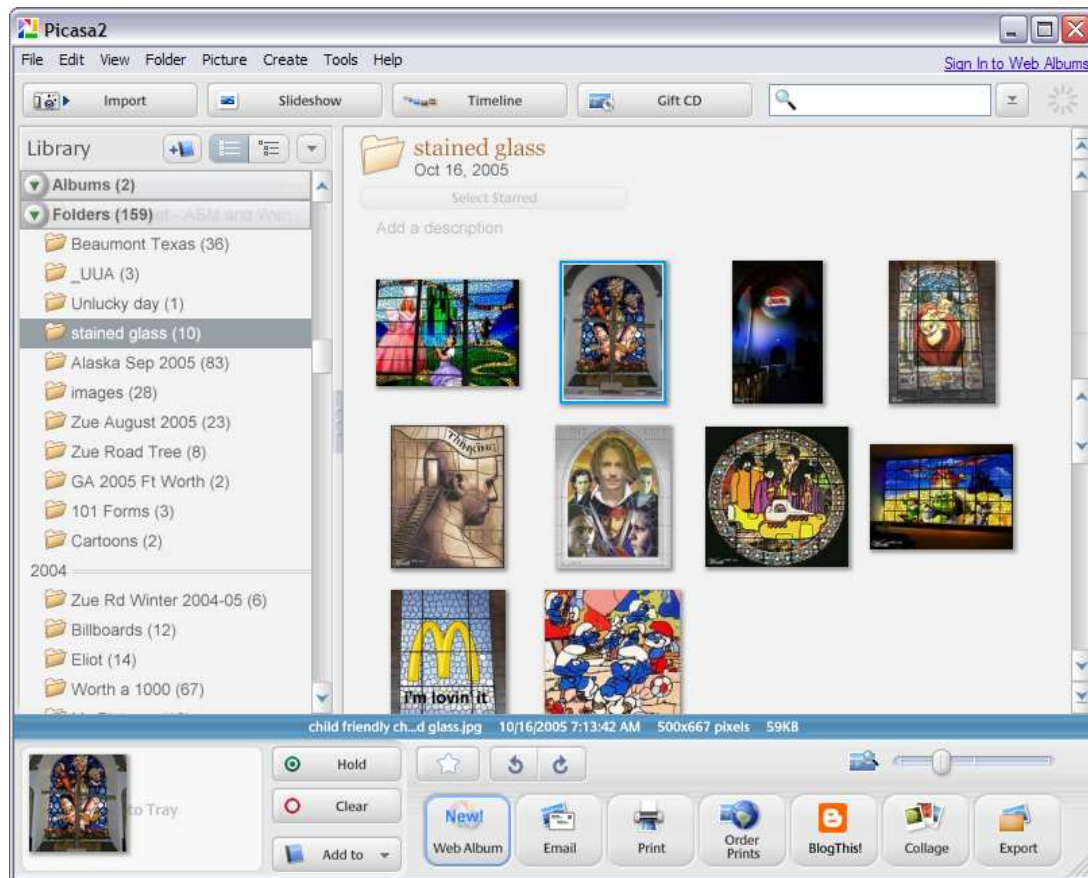 Picasa2
File Edit View Folder Picture Create Tools Help
Sign In to Web Albums
Import Slideshow Timeline Gift CD
Library
Albums (2)
Folders (159)
Beaumont Texas (36)
_UUA (3)
Unlucky day (1)
stained glass (10)
Alaska Sep 2005 (83)
images (28)
Zue August 2005 (23)
Zue Road Tree (8)
GA 2005 Ft Worth (2)
101 Forms (3)
Cartoons (2)
2004
Zue Rd Winter 2004-05 (6)
Billboards (12)
Eliot (14)
Worth a 1000 (67)
stained glass
Oct 16, 2005
Select Starred
Add a description
Thinking
i'm lovin' it
child friendly ch...d glass.jpg 10/16/2005 7:13:42 AM 500x667 pixels 59KB
to Tray
Hold
Clear
Add to
New!
Web Album
Email
Print
Order
Prints
BlogThis!
Collage
Export